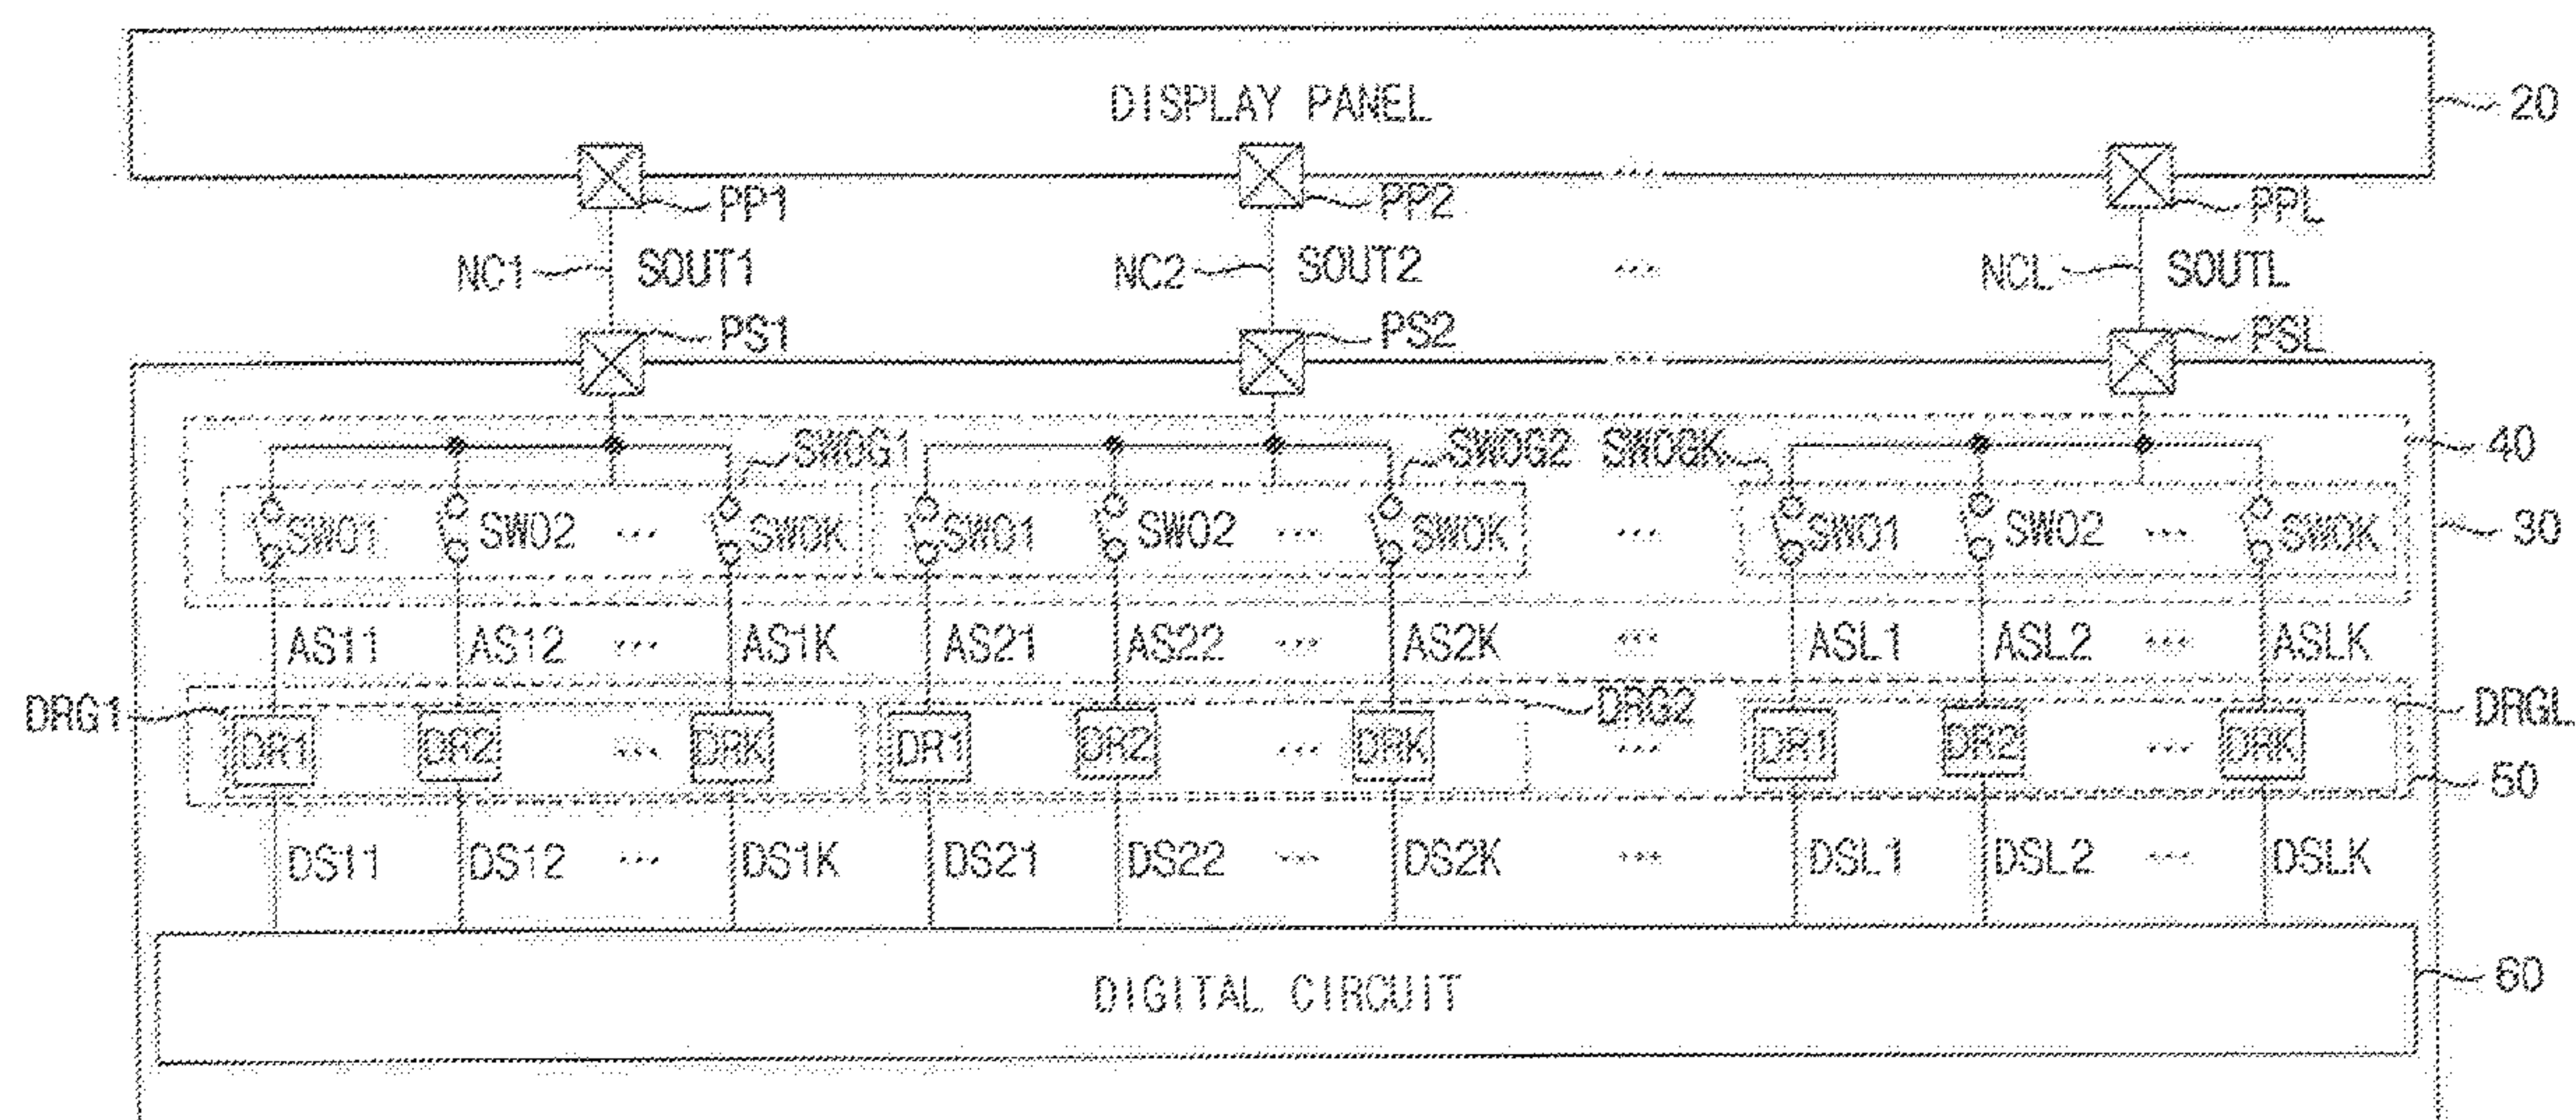 DISPLAY PANEL
20
PP1 PP2 ... PPL
NC1 SOUT1 NC2 SOUT2 ... NCL SOUTL
PS1 PS2 ... PSL
SWOG1 SWOG2 SWOGK 40
SWO1 SWO2 ... SWOK SWO1 SWO2 ... SWOK ... SWO1 SWO2 ... SWOK 30
AS11 AS12 ... AS1K AS21 AS22 ... AS2K ... ASL1 ASL2 ... ASLK
DRG1 DRG2 DRGL
DR1 DR2 ... DRK DR1 DR2 ... DRK ... DR1 DR2 ... DRK 50
DS11 DS12 ... DS1K DS21 DS22 ... DS2K ... DSL1 DSL2 ... DSLK
DIGITAL CIRCUIT 60